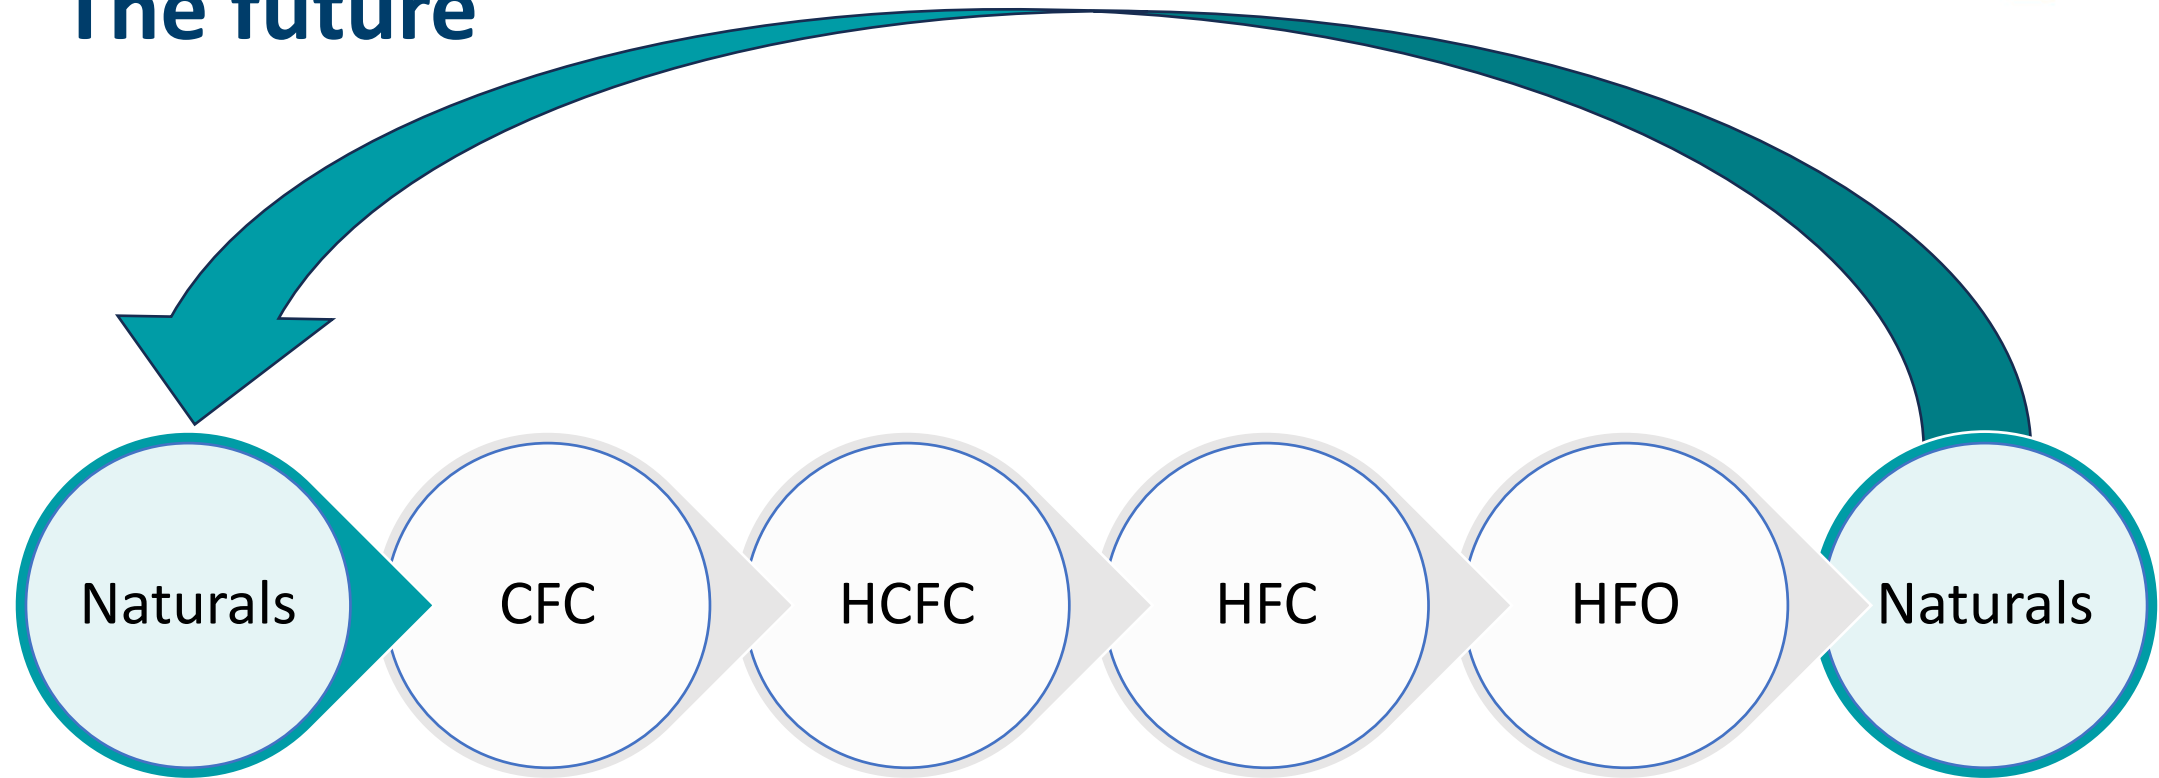 The future
Naturals
CFC
HCFC
HFC
HFO
Naturals